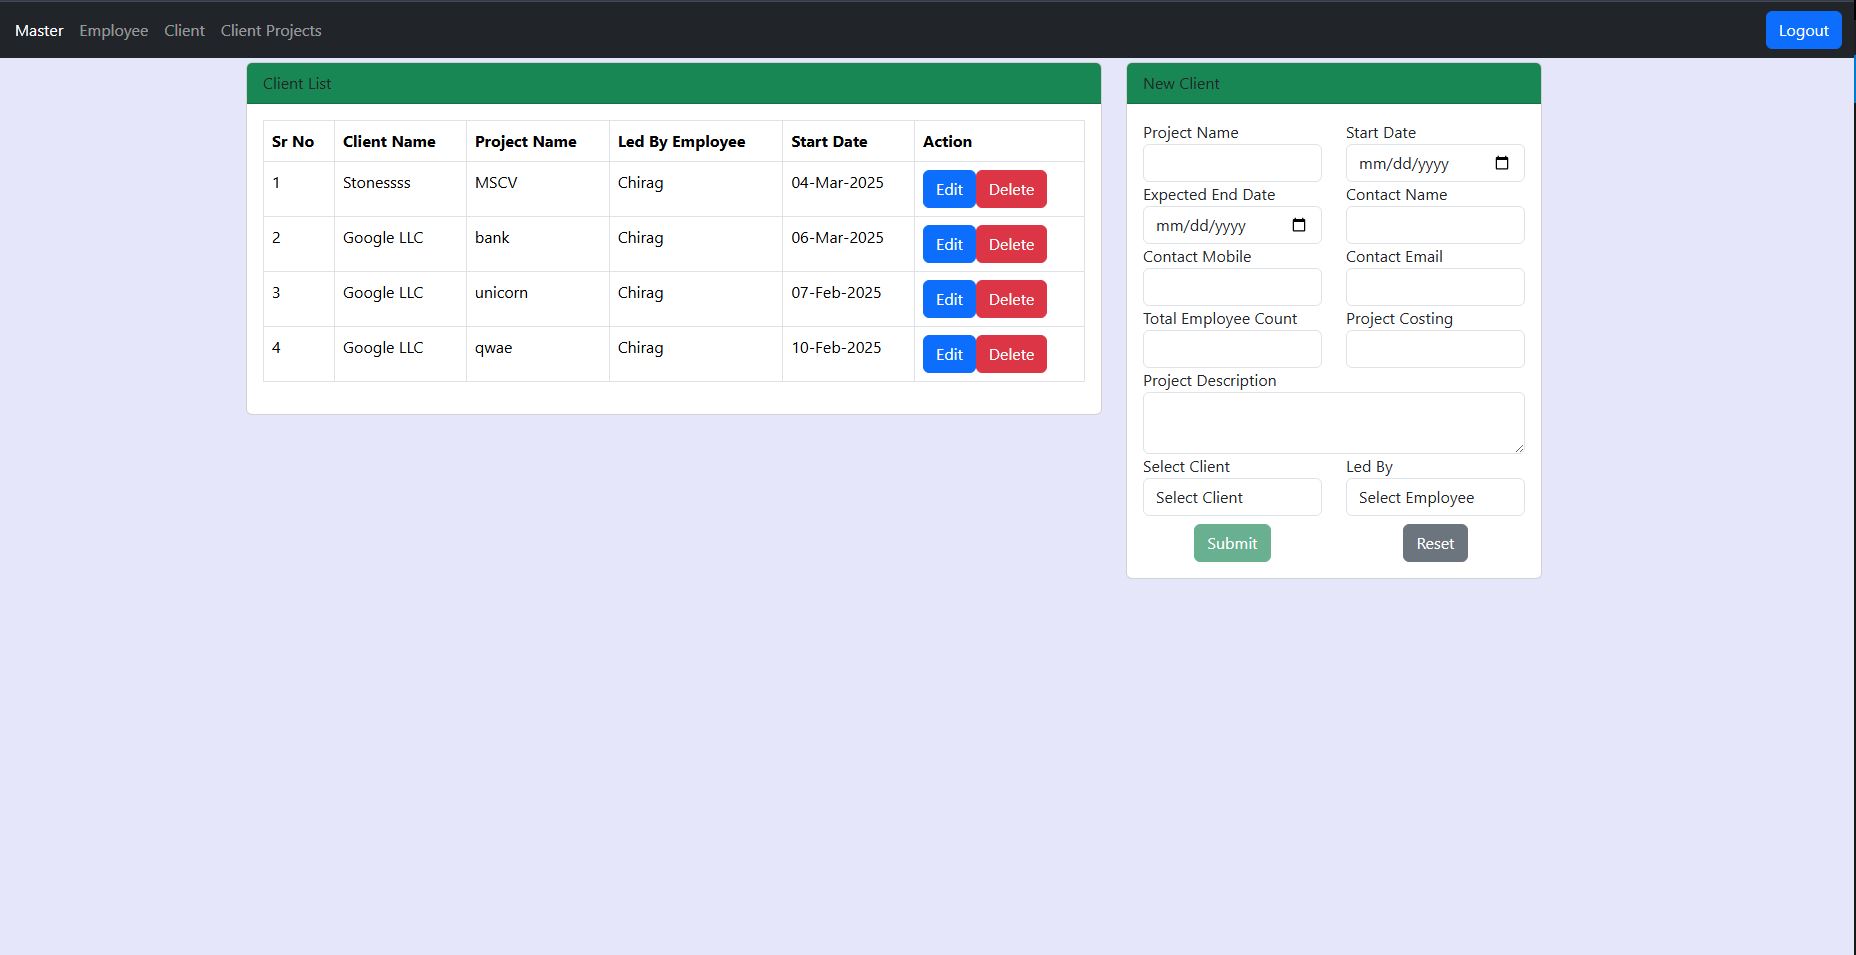 Master Employee Client Client Projects Logout
Client List
Sr No Client Name Project Name Led By Employee Start Date Action
1 Stonessss MSCV Chirag 04-Mar-2025 Edit Delete
2 Google LLC bank Chirag 06-Mar-2025 Edit Delete
3 Google LLC unicorn Chirag 07-Feb-2025 Edit Delete
4 Google LLC qwae Chirag 10-Feb-2025 Edit Delete
New Client
Project Name Start Date
mm/dd/yyyy
Expected End Date Contact Name
mm/dd/yyyy
Contact Mobile Contact Email
Total Employee Count Project Costing
Project Description
Select Client Led By
Select Client Select Employee
Submit Reset